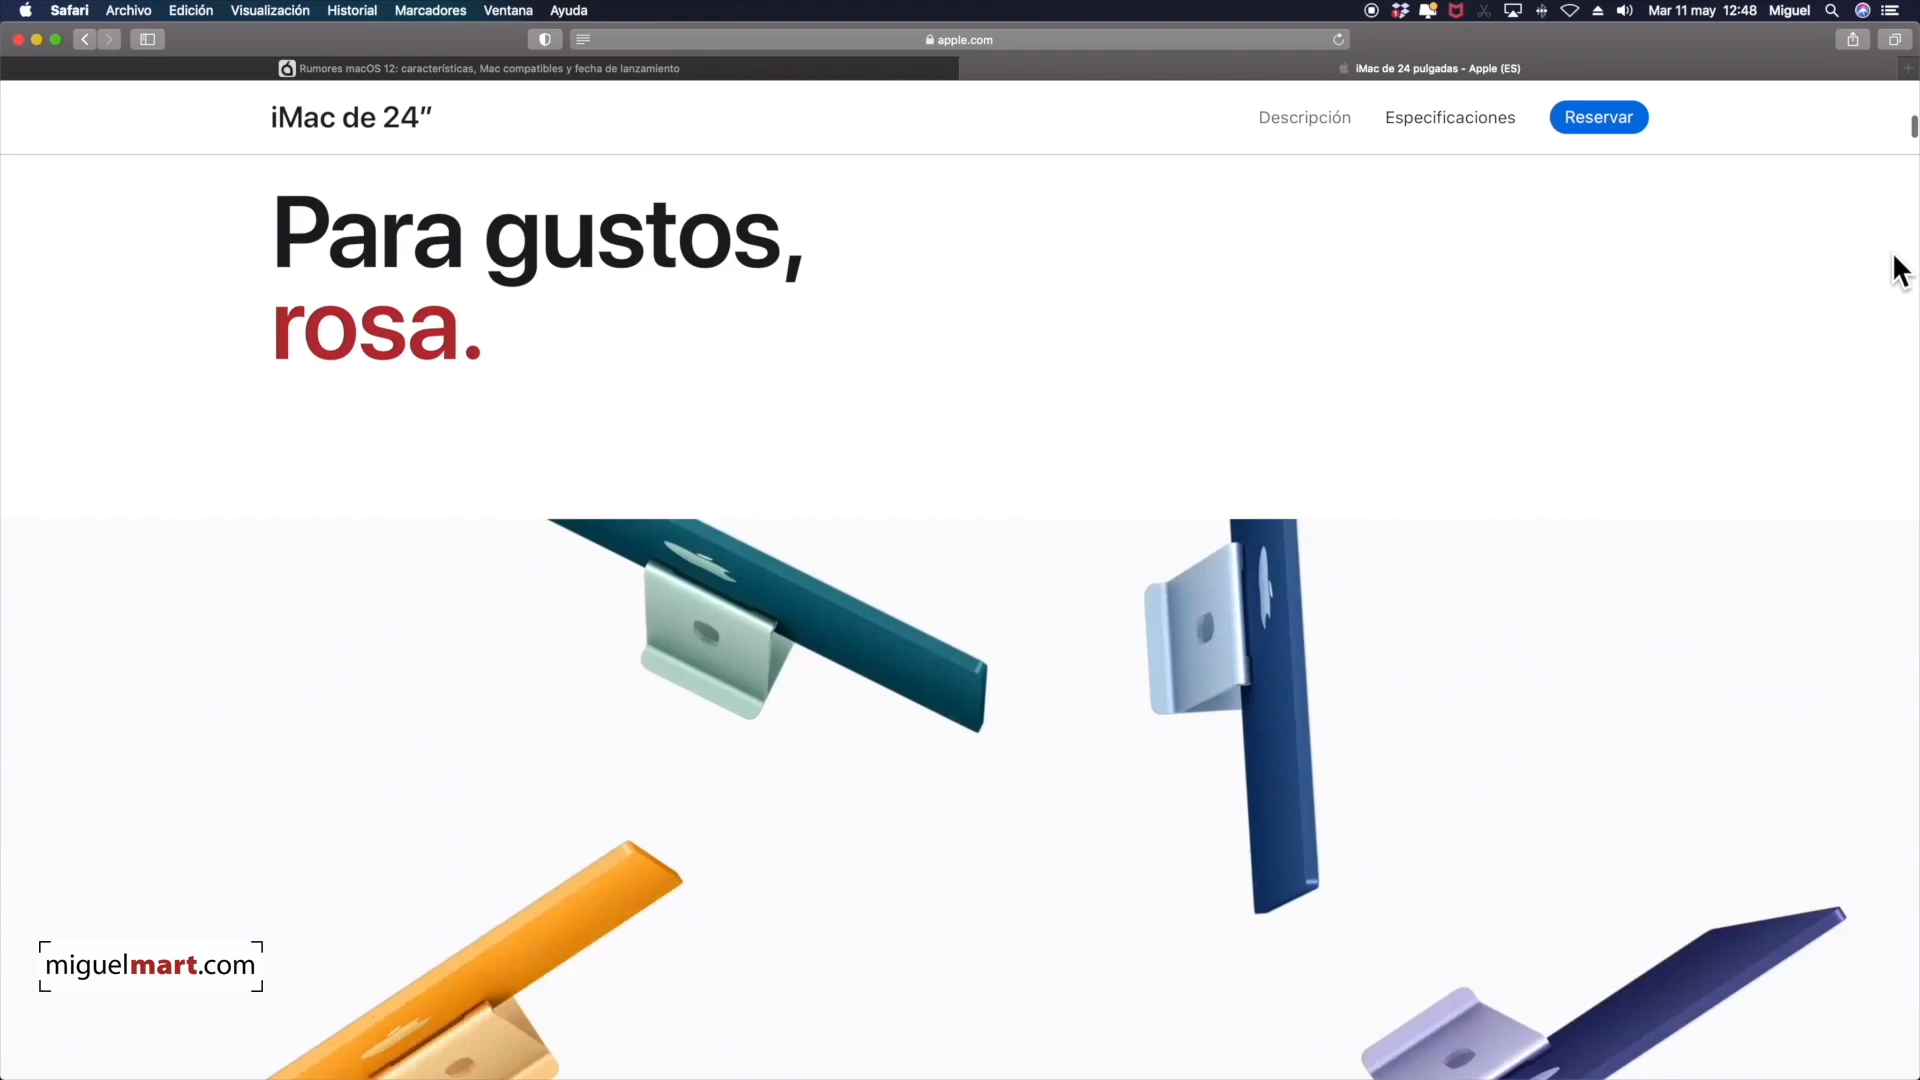 Safari Archivo Edición Visualización Historial Marcadores Ventana Ayuda
Mar 11 may 12:48 Miguel
apple.com
Rumores macOS 12: características, Mac compatibles y fecha de lanzamiento
iMac de 24 pulgadas - Apple (ES)
iMac de 24″
Descripción Especificaciones Reservar
Para gustos,
rosa.
miguelmart.com